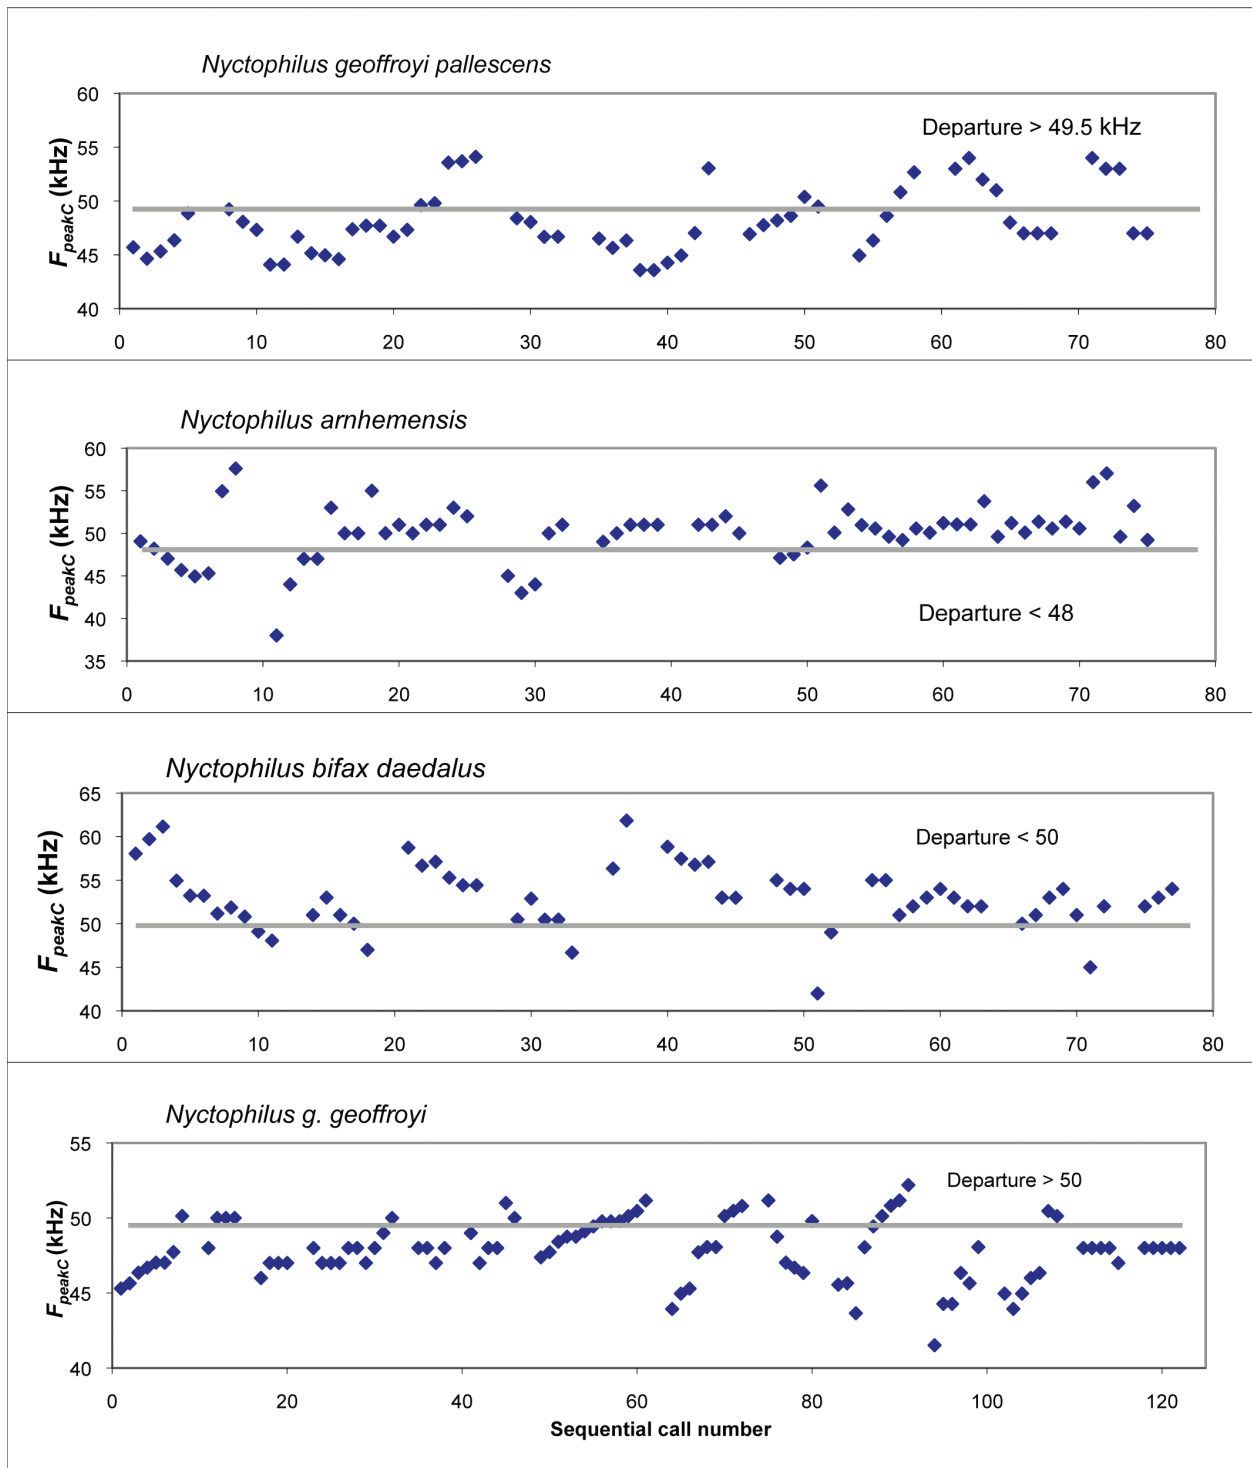 Nyctophilus geoffroyi pallescens
60
55
50
45
40
F peakC (kHz)
Departure > 49.5 kHz
0 10 20 30 40 50 60 70 80
Nyctophilus arnhemensis
60
55
50
45
40
35
F peakC (kHz)
Departure < 48
0 10 20 30 40 50 60 70 80
Nyctophilus bifax daedalus
65
60
55
50
45
40
F peakC (kHz)
Departure < 50
0 10 20 30 40 50 60 70 80
Nyctophilus g. geoffroyi
55
50
45
40
F peakC (kHz)
Departure > 50
0 20 40 60 80 100 120
Sequential call number